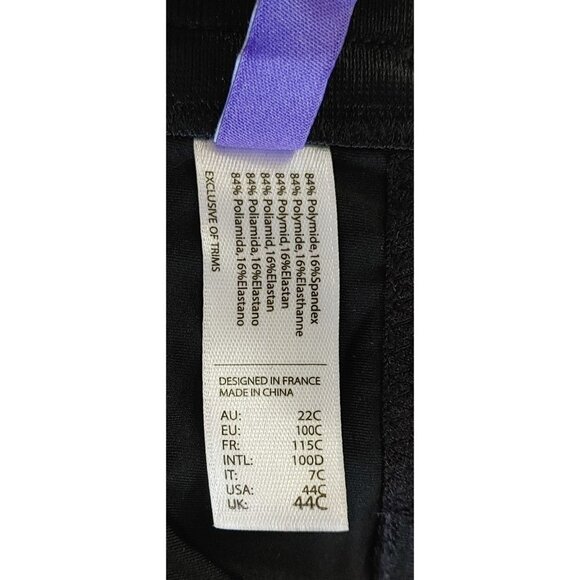 84% Polymide,16%Spandex
84% Polymide,16%Elasthanne
84% Polymid,16%Elastan
84% Poliamid,16%Elastan
84% Poliamida,16%Elastano
84% Poliamida,16%Elastano
EXCLUSIVE OF TRIMS
DESIGNED IN FRANCE
MADE IN CHINA
AU: 22C
EU: 100C
FR: 115C
INTL: 100D
IT: 7C
USA: 44C
UK: 44C